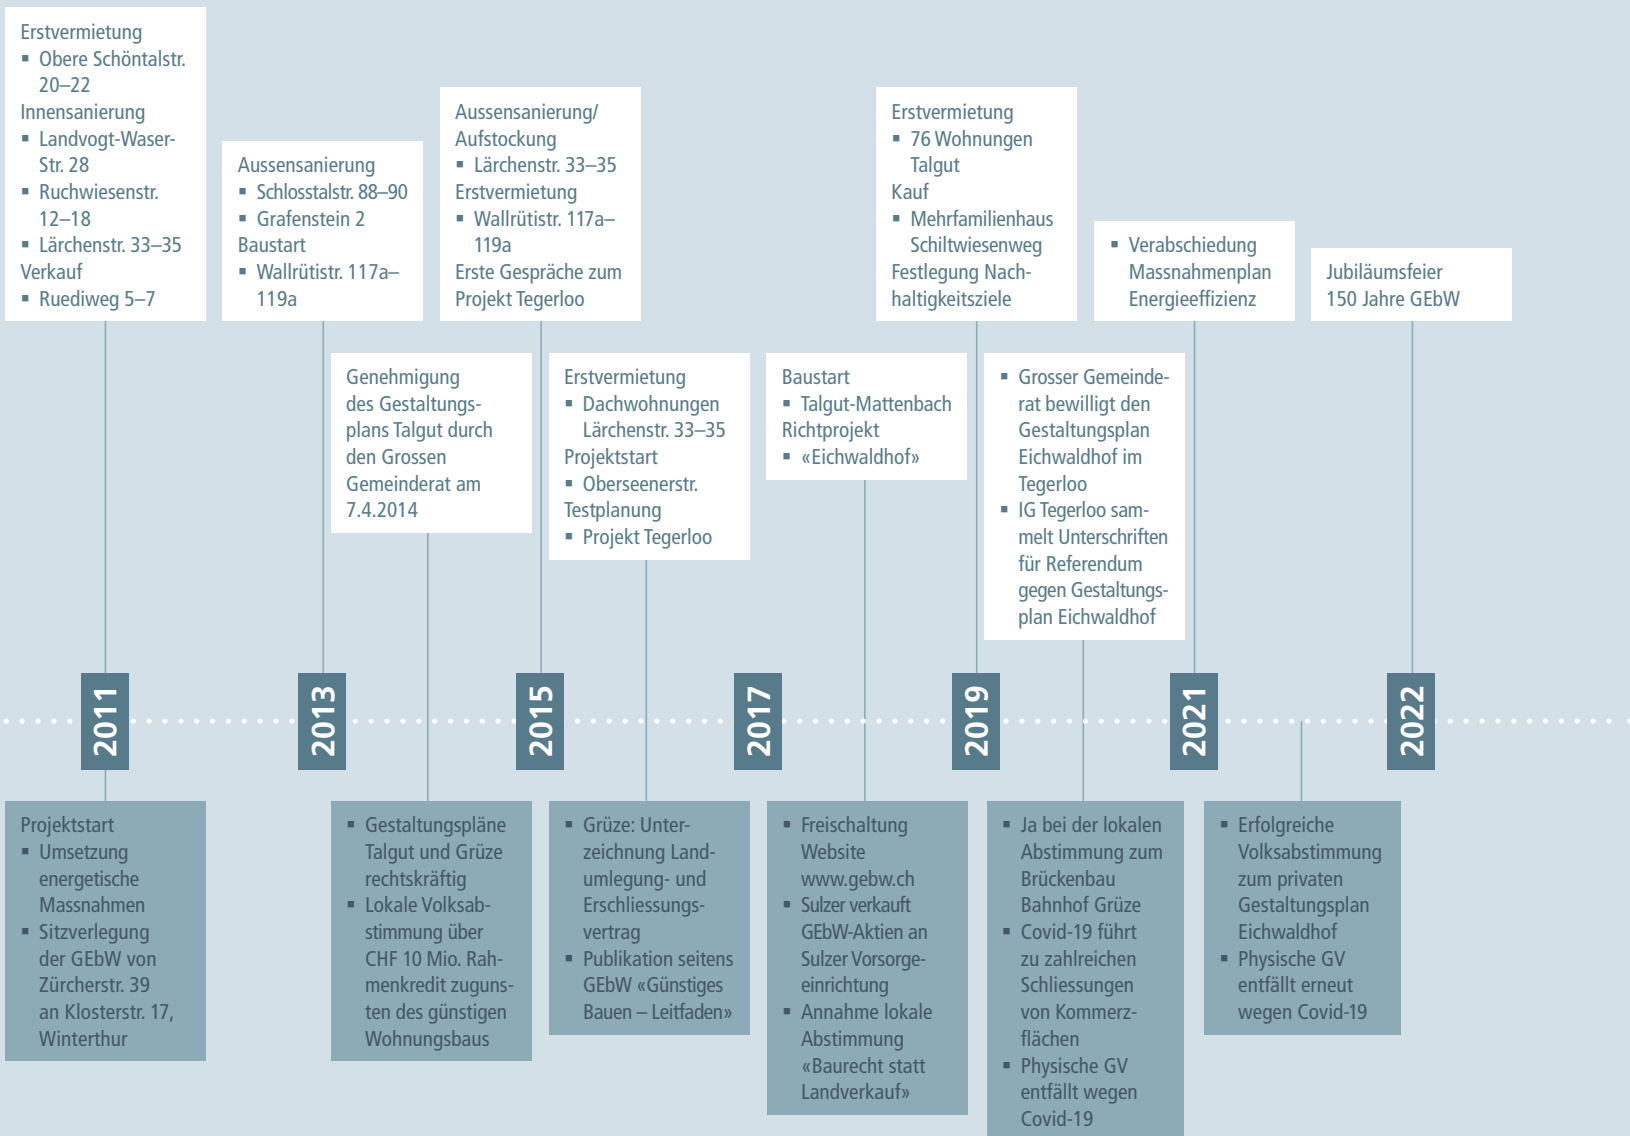 Erstvermietung
▪ Obere Schöntalstr.
20–22
Innensanierung
▪ Landvogt-Waser-
Str. 28
▪ Ruchwiesenstr.
12–18
▪ Lärchenstr. 33–35
Verkauf
▪ Ruediweg 5–7
Aussensanierung
▪ Schlosstalstr. 88–90
▪ Grafenstein 2
Baustart
▪ Wallrütistr. 117a–
119a
Aussensanierung/
Aufstockung
▪ Lärchenstr. 33–35
Erstvermietung
▪ Wallrütistr. 117a–
119a
Erste Gespräche zum
Projekt Tegerloo
Erstvermietung
▪ 76 Wohnungen
Talgut
Kauf
▪ Mehrfamilienhaus
Schiltwiesenweg
Festlegung Nach-
haltigkeitsziele
▪ Verabschiedung
Massnahmenplan
Energieeffizienz
Jubiläumsfeier
150 Jahre GEbW
Genehmigung
des Gestaltungs-
plans Talgut durch
den Grossen
Gemeinderat am
7.4.2014
Erstvermietung
▪ Dachwohnungen
Lärchenstr. 33–35
Projektstart
▪ Oberseenerstr.
Testplanung
▪ Projekt Tegerloo
Baustart
▪ Talgut-Mattenbach
Richtprojekt
▪ «Eichwaldhof»
▪ Grosser Gemeinde-
rat bewilligt den
Gestaltungsplan
Eichwaldhof im
Tegerloo
▪ IG Tegerloo sam-
melt Unterschriften
für Referendum
gegen Gestaltungs-
plan Eichwaldhof
2011
2013
2015
2017
2019
2021
2022
Projektstart
▪ Umsetzung
energetische
Massnahmen
▪ Sitzverlegung
der GEbW von
Zürcherstr. 39
an Klosterstr. 17,
Winterthur
▪ Gestaltungspläne
Talgut und Grüze
rechtskräftig
▪ Lokale Volksab-
stimmung über
CHF 10 Mio. Rah-
menkredit zuguns-
ten des günstigen
Wohnungsbaus
▪ Grüze: Unter-
zeichnung Land-
umlegung- und
Erschliessungs-
vertrag
▪ Publikation seitens
GEbW «Günstiges
Bauen – Leitfaden»
▪ Freischaltung
Website
www.gebw.ch
▪ Sulzer verkauft
GEbW-Aktien an
Sulzer Vorsorge-
einrichtung
▪ Annahme lokale
Abstimmung
«Baurecht statt
Landverkauf»
▪ Ja bei der lokalen
Abstimmung zum
Brückenbau
Bahnhof Grüze
▪ Covid-19 führt
zu zahlreichen
Schliessungen
von Kommerz-
flächen
▪ Physische GV
entfällt wegen
Covid-19
▪ Erfolgreiche
Volksabstimmung
zum privaten
Gestaltungsplan
Eichwaldhof
▪ Physische GV
entfällt erneut
wegen Covid-19